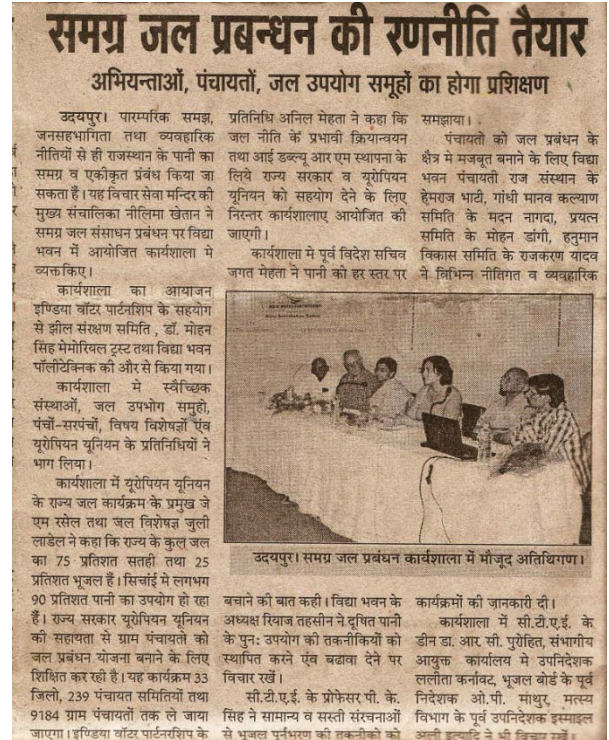 समग्र जल प्रबन्धन की रणनीति तैयार
अभियन्ताओं, पंचायतों, जल उपयोग समूहों का होगा प्रशिक्षण
उदयपुर। पारम्परिक समझ,
जनसहभागिता तथा व्यवहारिक
नीतियों से ही राजस्थान के पानी का
समग्र व एकीकृत प्रंबंध किया जा
सकता हैं। यह विचार सेवा मन्दिर की
मुख्य संचालिका नीलिमा खेतान ने
समग्र जल संसाधन प्रबंधन पर विद्या
भवन में आयोजित कार्यशाला मे
व्यक्तकिए।
कार्यशाला का आयाजन
इण्डिया वॉटर पार्टनशिप के सहयोग
से झील संरक्षण समिति, डॉ. मोहन
सिंह मेमोरियल ट्रस्ट तथा विद्या भवन
पॉलीटेक्निक की और से किया गया।
कार्यशाला मे स्वैच्छिक
संस्थाओं, जल उपभोग समुहो,
पंचों-सरपंचों, विषय विशेषज्ञों एंव
यूरोपियन यूनियन के प्रतिनिधियों ने
भाग लिया।
कार्यशाला में यूरोपियन यूनियन
के राज्य जल कार्यक्रम के प्रमुख जे
एम रसेल तथा जल विशेषज्ञ जुली
लाडेल ने कहा कि राज्य के कुल जल
का 75 प्रतिशत सतही तथा 25
प्रतिशत भूजल हैं। सिचांई मे लगभग
90 प्रतिशत पानी का उपयोग हो रहा
हैं। राज्य सरकार यूरोपियन यूनियन
की सहायता से ग्राम पंचायतो को
जल प्रबंधन योजना बनाने के लिए
शिक्षित कर रही है। यह कार्यक्रम 33
जिलो, 239 पंचायत समितियों तथा
9184 ग्राम पंचायतों तक ले जाया
जाएगा। इण्डिया वॉटर पार्टनरशिप के
प्रतिनिधि अनिल मेहता ने कहा कि
जल नीति के प्रभावी क्रियान्वयन
तथा आई डब्ल्यू आर एम स्थापना के
लिये राज्य सरकार व यूरोपियन
यूनियन को सहयोग देने के लिए
निरन्तर कार्यशालाए आयोजित की
जाएगी।
कार्यशाला मे पूर्व विदेश सचिव
जगत मेहता ने पानी को हर स्तर पर
बचाने की बात कही। विद्या भवन के
अध्यक्ष रियाज तहसीन ने दूषित पानी
के पुन: उपयोग की तकनीकियों को
स्थापित करने एंव बढावा देने पर
विचार रखें।
सी.टी.ए.ई. के प्रोफेसर पी. के.
सिंह ने सामान्य व सस्ती संरचनाओं
से भूजल पुर्नभरण की तकनीको को
समझाया।
पंचायतो को जल प्रबंधन के
क्षैत्र मे मजबूत बनाने के लिए विद्या
भवन पंचायती राज संस्थान के
हेमराज भाटी, गांधी मानव कल्याण
समिति के मदन नागदा, प्रयत्न
समिति के मोहन डांगी, हनुमान
विकास समिति के राजकरण यादव
ने विभिन्न नीतिगत व व्यवहारिक
कार्यक्रमों की जानकारी दी।
कार्यशाला में सी.टी.ए.ई. के
डीन डा. आर. सी. पुरोहित, संभागीय
आयुक्त कार्यालय मे उपनिदेशक
ललीता कर्नावट, भूजल बोर्ड के पूर्व
निदेशक ओ.पी. माथुर, मत्स्य
विभाग के पूर्व उपनिदेशक इस्माइल
अली इत्यादि ने भी विचार रखें।
उदयपुर। समग्र जल प्रबंधन कार्यशाला में मौजूद अतिथिगण।